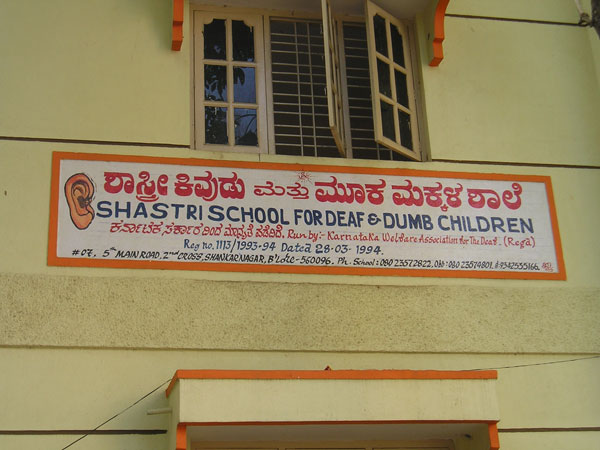 ಶಾಸ್ತ್ರೀ ಕಿವುಡು ಮತ್ತು ಮೂಕ ಮಕ್ಕಳ ಶಾಲೆ
SHASTRI SCHOOL FOR DEAF & DUMB CHILDREN
ಕರ್ನಾಟಕ ಸರ್ಕಾರದಿಂದ ಮಾನ್ಯತೆ ಪಡೆದಿದೆ. Run by:- Karnataka Welfare Association for The Deaf. (Regd)
Reg no. 1113/1993-94 Dated 28-03-1994.
# 07, 5th MAIN ROAD, 2nd CROSS, SHANKARNAGAR, B'Lore-560096. Ph. School: 080 23572822, Off: 080 23574801, 9342555166.